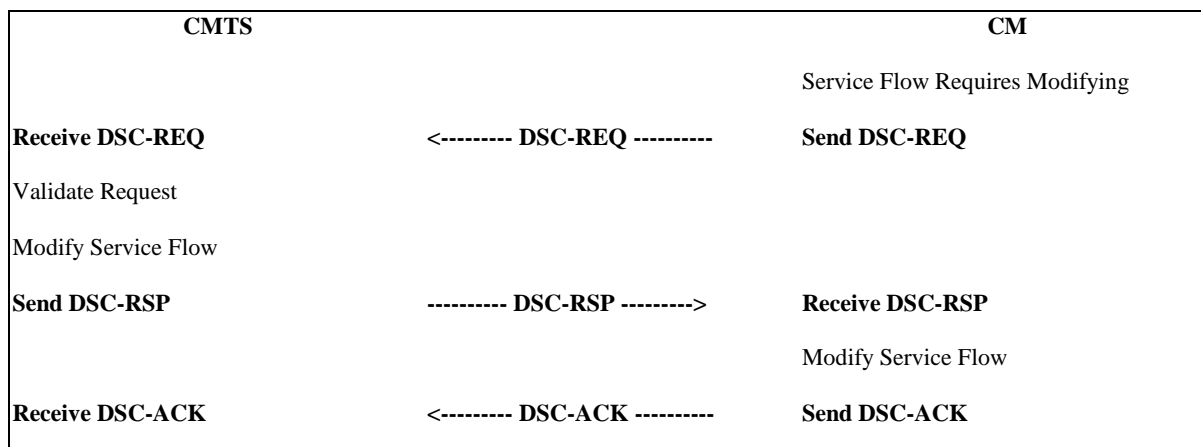 CMTS CM
Service Flow Requires Modifying
Receive DSC-REQ <--------- DSC-REQ ---------- Send DSC-REQ
Validate Request
Modify Service Flow
Send DSC-RSP ---------- DSC-RSP ---------> Receive DSC-RSP
Modify Service Flow
Receive DSC-ACK <--------- DSC-ACK ---------- Send DSC-ACK